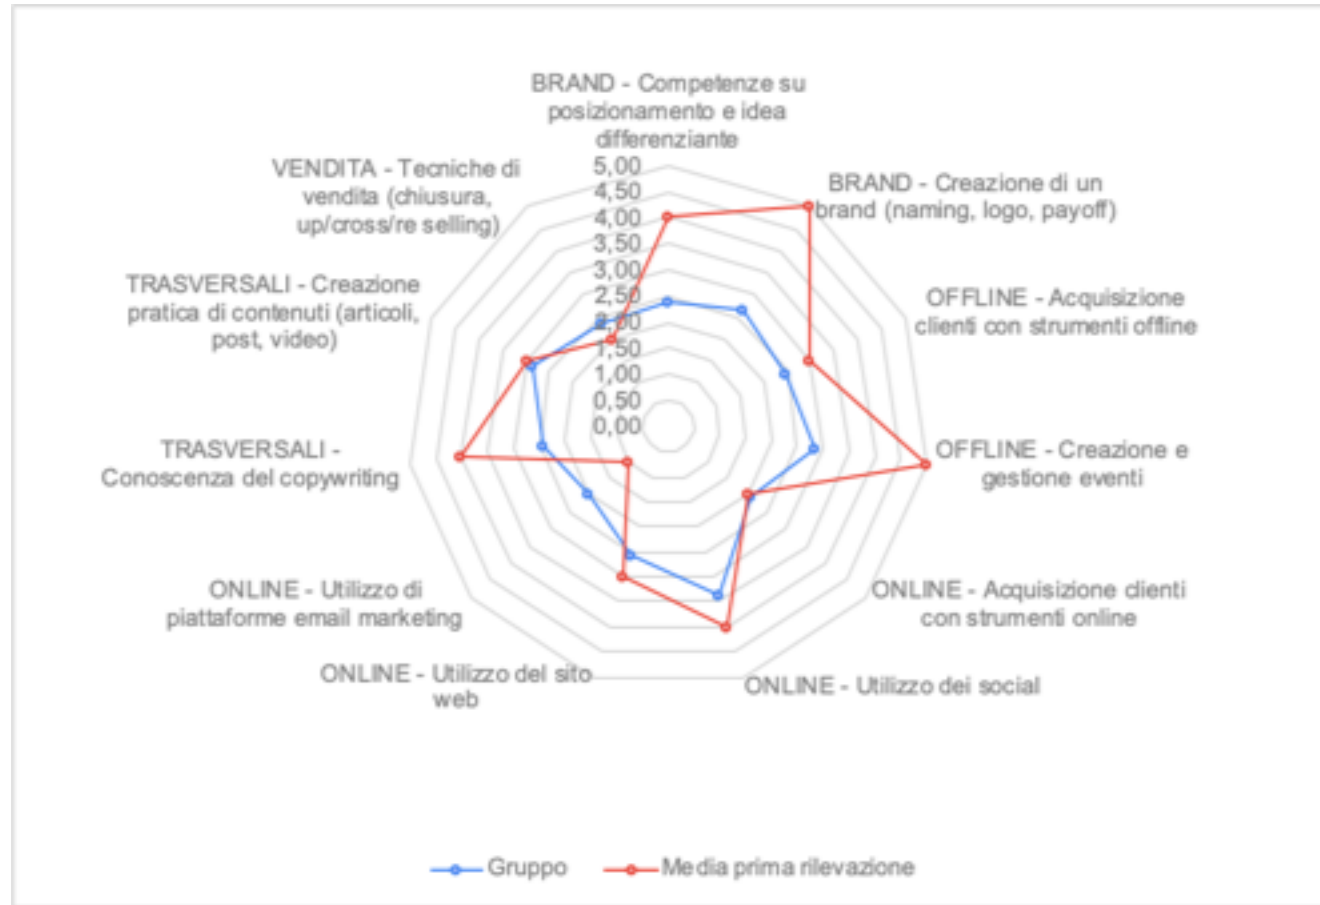 BRAND - Competenze su
posizionamento e idea
differenziante
VENDITA - Tecniche di
vendita (chiusura,
up/cross/re selling)
BRAND - Creazione di un
brand (naming, logo, payoff)
TRASVERSALI - Creazione
pratica di contenuti (articoli,
post, video)
OFFLINE - Acquisizione
clienti con strumenti offline
5,00
4,50
4,00
3,50
3,00
2,50
2,00
1,50
1,00
0,50
0,00
TRASVERSALI -
Conoscenza del copywriting
OFFLINE - Creazione e
gestione eventi
ONLINE - Utilizzo di
piattaforme email marketing
ONLINE - Acquisizione clienti
con strumenti online
ONLINE - Utilizzo del sito
web
ONLINE - Utilizzo dei social
Gruppo
Media prima rilevazione